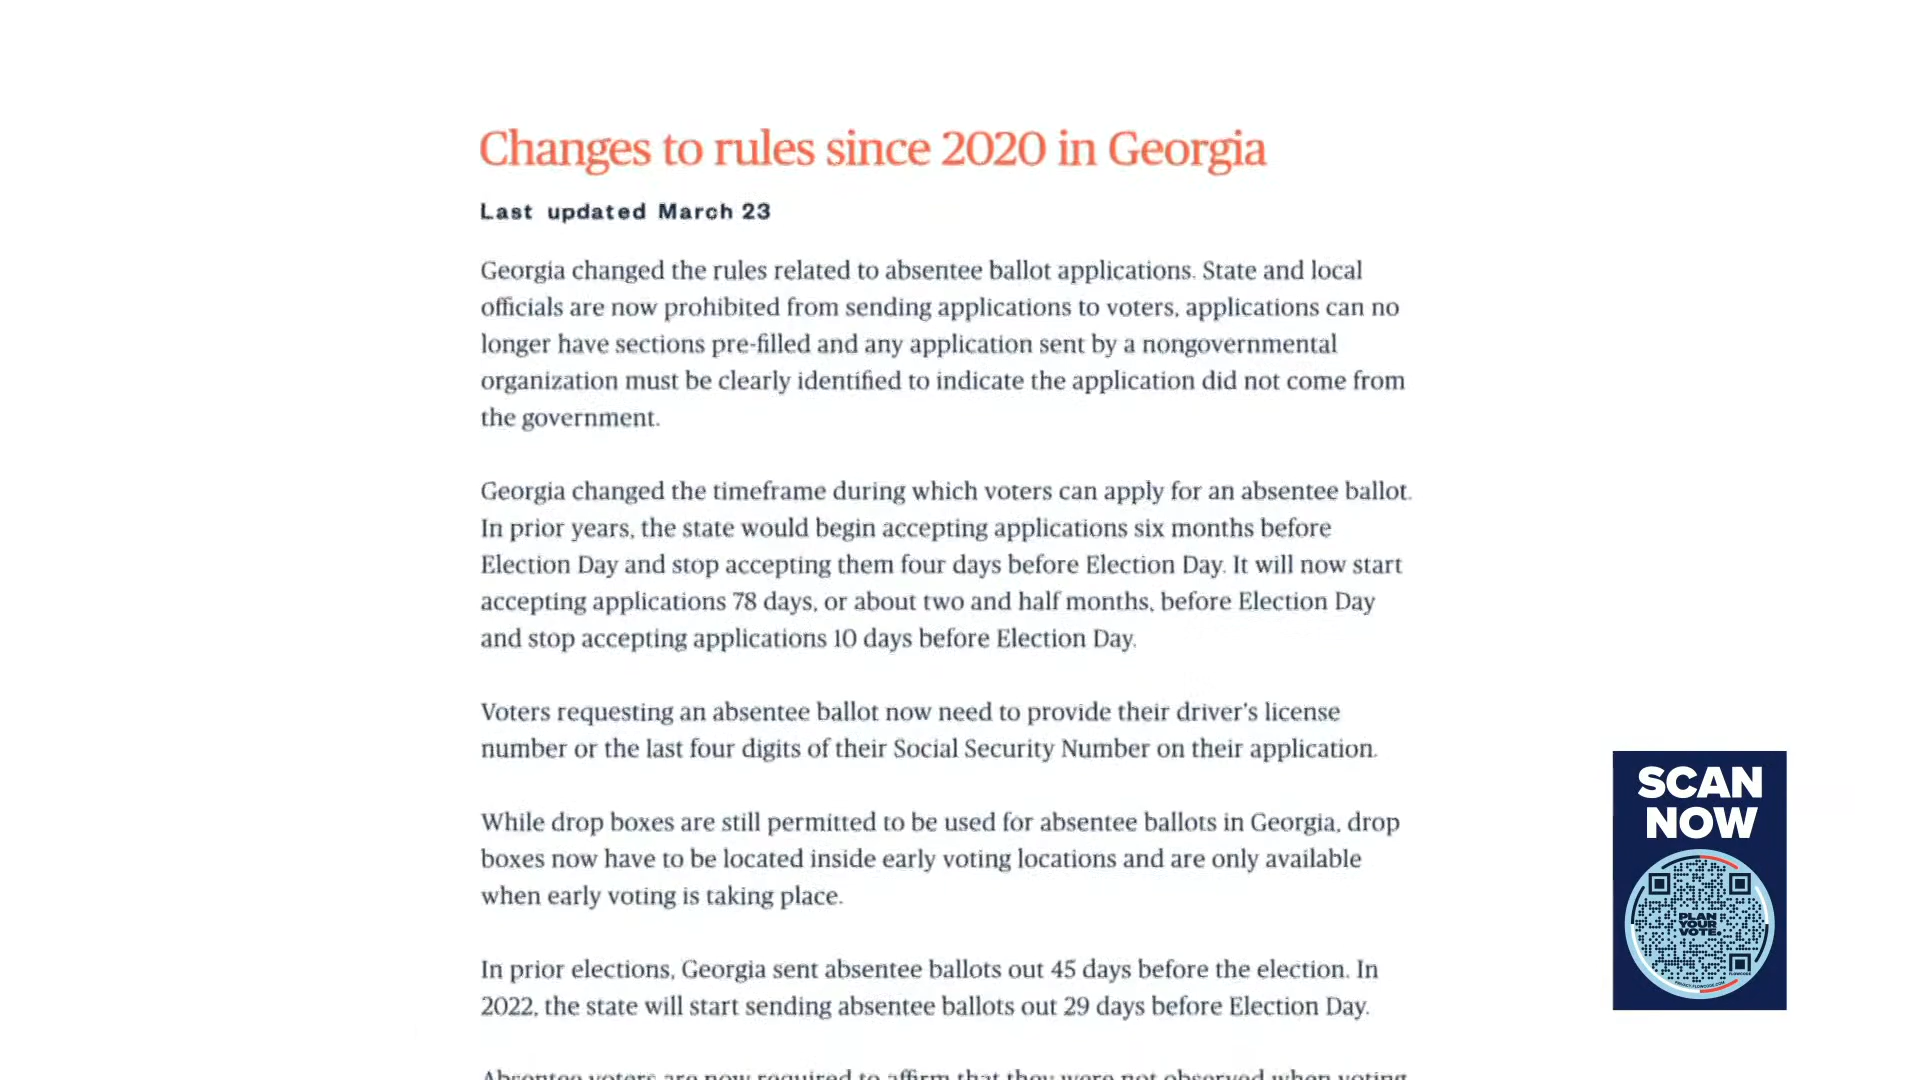 Changes to rules since 2020 in Georgia
Last updated March 23
Georgia changed the rules related to absentee ballot applications. State and local
officials are now prohibited from sending applications to voters, applications can no
longer have sections pre-filled and any application sent by a nongovernmental
organization must be clearly identified to indicate the application did not come from
the government.
Georgia changed the timeframe during which voters can apply for an absentee ballot.
In prior years, the state would begin accepting applications six months before
Election Day and stop accepting them four days before Election Day. It will now start
accepting applications 78 days, or about two and half months, before Election Day
and stop accepting applications 10 days before Election Day.
Voters requesting an absentee ballot now need to provide their driver's license
number or the last four digits of their Social Security Number on their application.
While drop boxes are still permitted to be used for absentee ballots in Georgia, drop
boxes now have to be located inside early voting locations and are only available
when early voting is taking place.
In prior elections, Georgia sent absentee ballots out 45 days before the election. In
2022, the state will start sending absentee ballots out 29 days before Election Day.
Absentee voters are now required to affirm that they were not observed when voting
SCAN
NOW
PLAN
YOUR
VOTE.
FLOWCODE
PRIVACY.FLOWCODE.COM